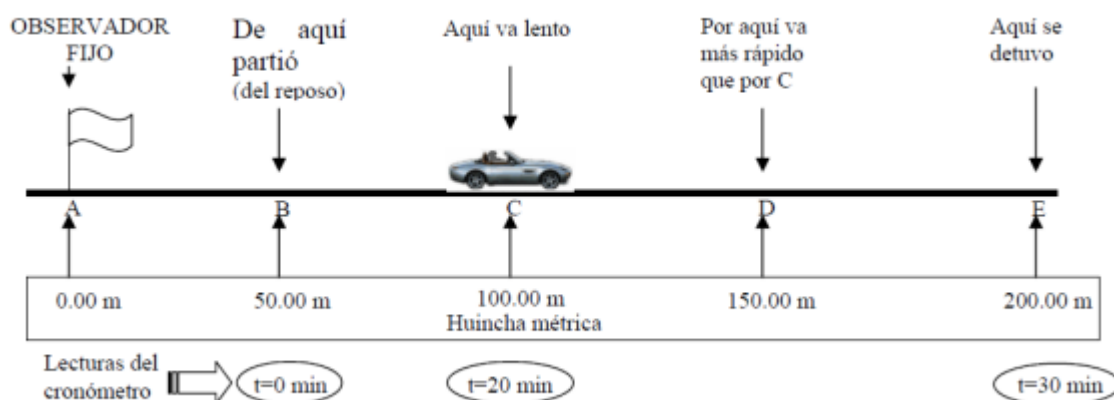 OBSERVADOR
FIJO
De aquí
partió
(del reposo)
Aquí va lento
Por aquí va
más rápido
que por C
Aquí se
detuvo
A
B
C
D
E
0.00 m
50.00 m
100.00 m
150.00 m
200.00 m
Huincha métrica
Lecturas del
cronómetro
t=0 min
t=20 min
t=30 min